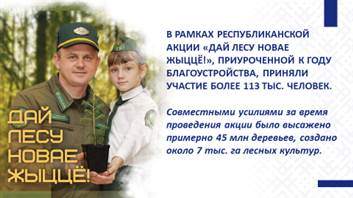 В РАМКАХ РЕСПУБЛИКАНСКОЙ
АКЦИИ «ДАЙ ЛЕСУ НОВАЕ
ЖЫЦЦЁ!», ПРИУРОЧЕННОЙ К ГОДУ
БЛАГОУСТРОЙСТВА, ПРИНЯЛИ
УЧАСТИЕ БОЛЕЕ 113 ТЫС. ЧЕЛОВЕК.
Совместными усилиями за время
проведения акции было высажено
примерно 45 млн деревьев, создано
около 7 тыс. га лесных культур.
ДАЙ
ЛЕСУ
НОВАЕ
ЖЫЦЦЁ!